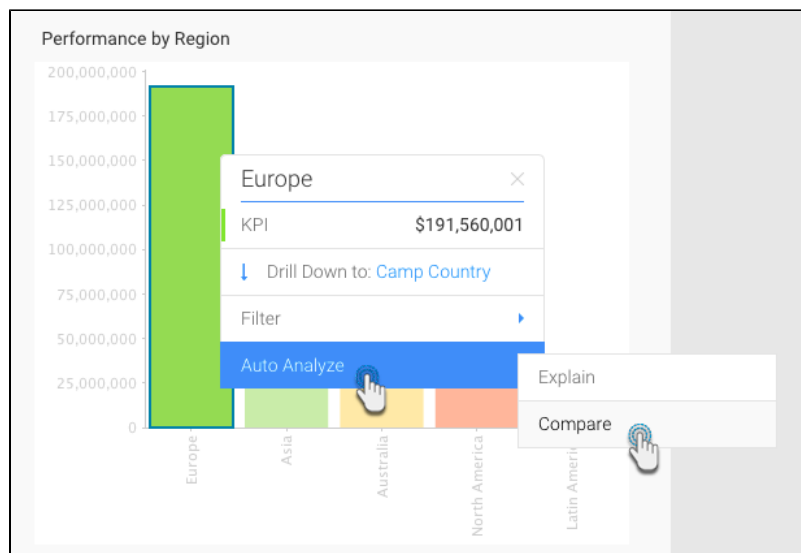 Performance by Region
200,000,000
175,000,000
150,000,000
125,000,000
100,000,000
75,000,000
50,000,000
25,000,000
0
Europe
KPI $191,560,001
Drill Down to: Camp Country
Filter
Auto Analyze
Explain
Compare
Europe
Asia
Australia
North America
Latin Ameri